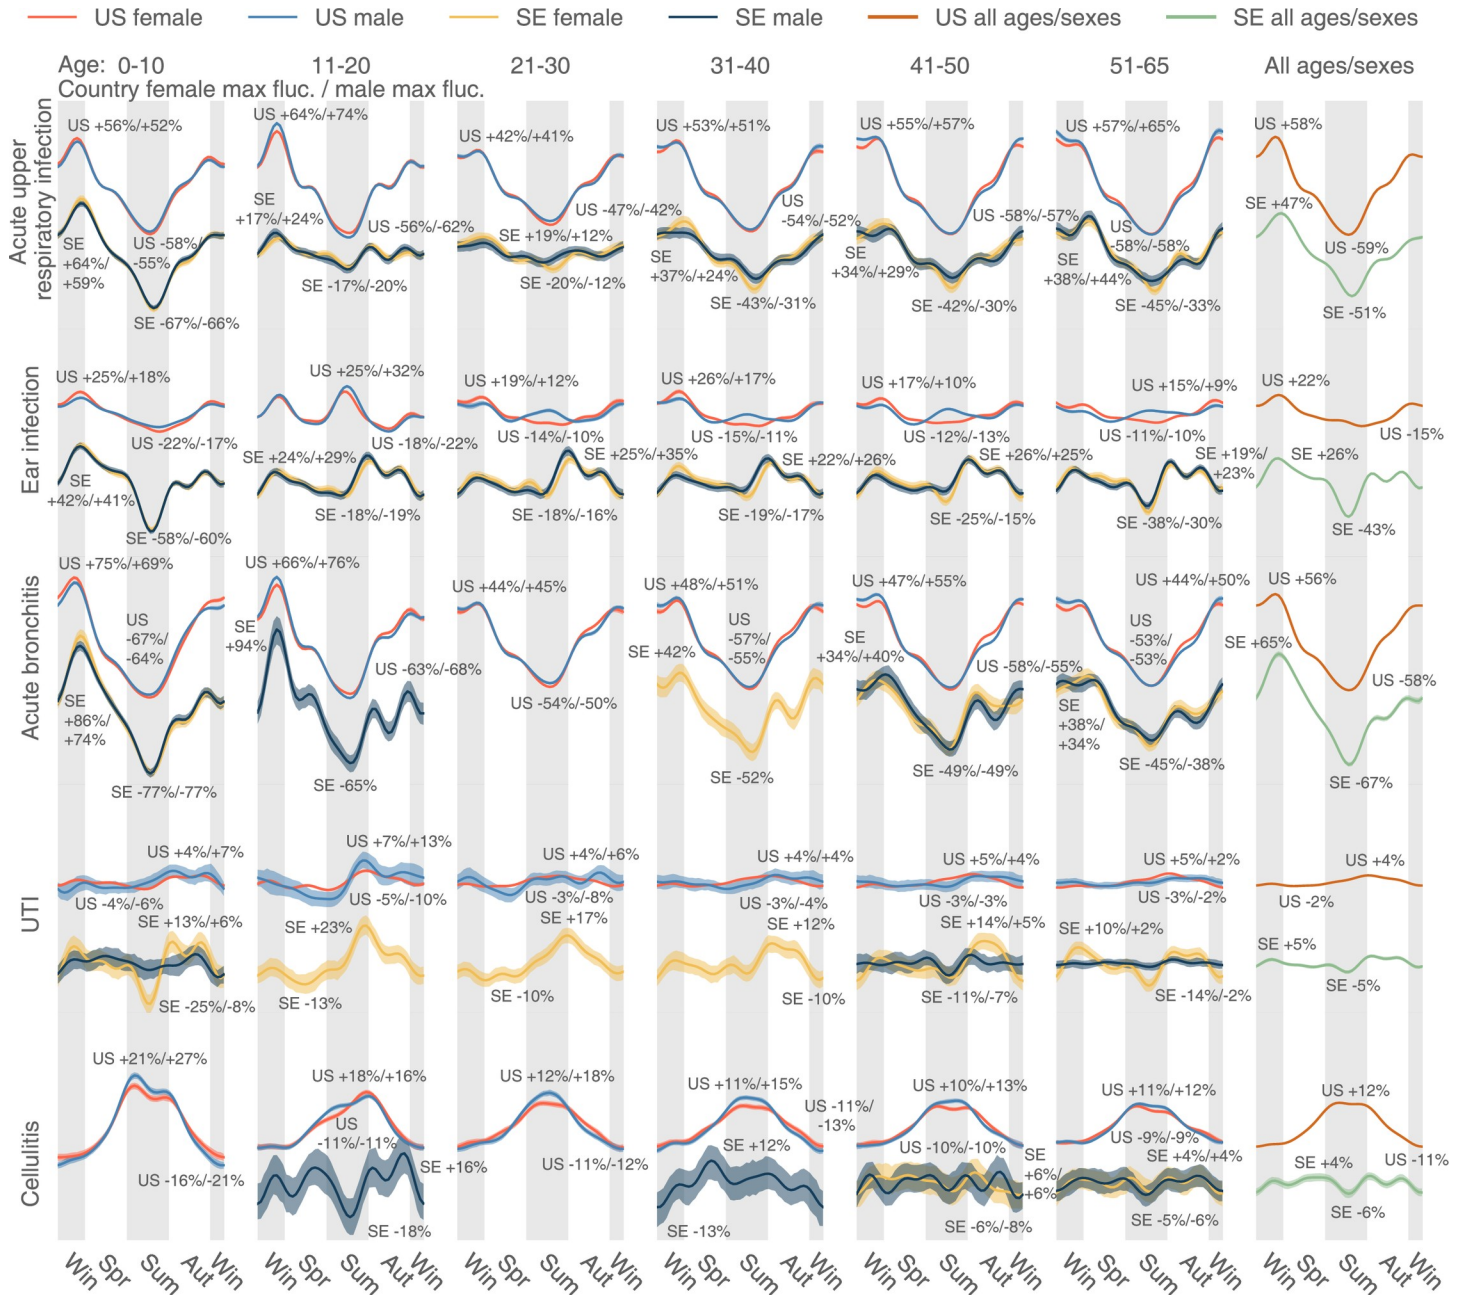 US female US male SE female SE male US all ages/sexes SE all ages/sexes
Age: 0-10 11-20 21-30 31-40 41-50 51-65 All ages/sexes
Country female max fluc. / male max fluc.
Acute upper
respiratory infection
US +56%/+52%
SE
+64%/
+59%
US -58%/
-55%
SE -67%/-66%
US +64%/+74%
SE
+17%/+24%
US -56%/-62%
SE -17%/-20%
US +42%/+41%
US -47%/-42%
SE +19%/+12%
SE -20%/-12%
US +53%/+51%
US
-54%/-52%
SE
+37%/+24%
SE -43%/-31%
US +55%/+57%
US -58%/-57%
SE
+34%/+29%
SE -42%/-30%
US +57%/+65%
US
-58%/-58%
SE
+38%/+44%
SE -45%/-33%
US +58%
SE +47%
US -59%
SE -51%
Ear infection
US +25%/+18%
US -22%/-17%
SE
+42%/+41%
SE -58%/-60%
US +25%/+32%
US -18%/-22%
SE +24%/+29%
SE -18%/-19%
US +19%/+12%
US -14%/-10%
SE +25%/+35%
SE -18%/-16%
US +26%/+17%
US -15%/-11%
SE +22%/+26%
SE -19%/-17%
US +17%/+10%
US -12%/-13%
SE +26%/+25%
SE -25%/-15%
US +15%/+9%
US -11%/-10%
SE +19%/
+23%
SE -38%/-30%
US +22%
US -15%
SE +26%
SE -43%
Acute bronchitis
US +75%/+69%
US
-67%/
-64%
SE
+86%/
+74%
SE -77%/-77%
US +66%/+76%
SE
+94%
US -63%/-68%
SE -65%
US +44%/+45%
US -54%/-50%
US +48%/+51%
US
-57%/
-55%
SE +42%
SE -52%
US +47%/+55%
SE
+34%/+40%
US -58%/-55%
SE -49%/-49%
US +44%/+50%
US
-53%/
-53%
SE
+38%/
+34%
SE -45%/-38%
US +56%
SE +65%
US -58%
SE -67%
UTI
US +4%/+7%
US -4%/-6%
SE +13%/+6%
SE -25%/-8%
US +7%/+13%
US -5%/-10%
SE +23%
SE -13%
US +4%/+6%
US -3%/-8%
SE +17%
SE -10%
US +4%/+4%
US -3%/-4%
SE +12%
SE -10%
US +5%/+4%
US -3%/-3%
SE +14%/+5%
SE -11%/-7%
US +5%/+2%
US -3%/-2%
SE +10%/+2%
SE -14%/-2%
US +4%
US -2%
SE +5%
SE -5%
Cellulitis
US +21%/+27%
US -16%/-21%
US +18%/+16%
US
-11%/-11%
SE +16%
SE -18%
US +12%/+18%
US -11%/-12%
US +11%/+15%
US -11%/
-13%
SE +12%
SE -13%
US +10%/+13%
US -10%/-10%
SE
+6%/
+6%
SE -6%/-8%
US +11%/+12%
US -9%/-9%
SE +4%/+4%
SE -5%/-6%
US +12%
US -11%
SE +4%
SE -6%
Win Spr Sum Aut Win Win Spr Sum Aut Win Win Spr Sum Aut Win Win Spr Sum Aut Win Win Spr Sum Aut Win Win Spr Sum Aut Win Win Spr Sum Aut Win